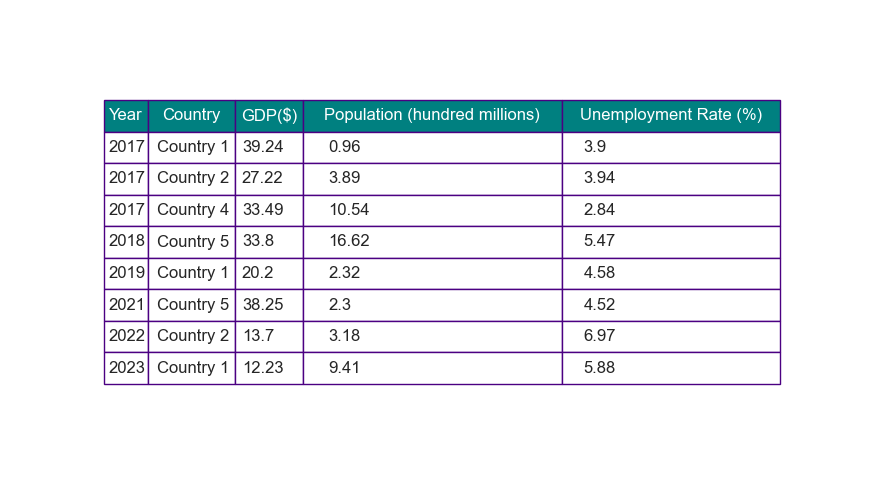 Year Country GDP($) Population (hundred millions) Unemployment Rate (%)
2017 Country 1 39.24 0.96 3.9
2017 Country 2 27.22 3.89 3.94
2017 Country 4 33.49 10.54 2.84
2018 Country 5 33.8 16.62 5.47
2019 Country 1 20.2 2.32 4.58
2021 Country 5 38.25 2.3 4.52
2022 Country 2 13.7 3.18 6.97
2023 Country 1 12.23 9.41 5.88